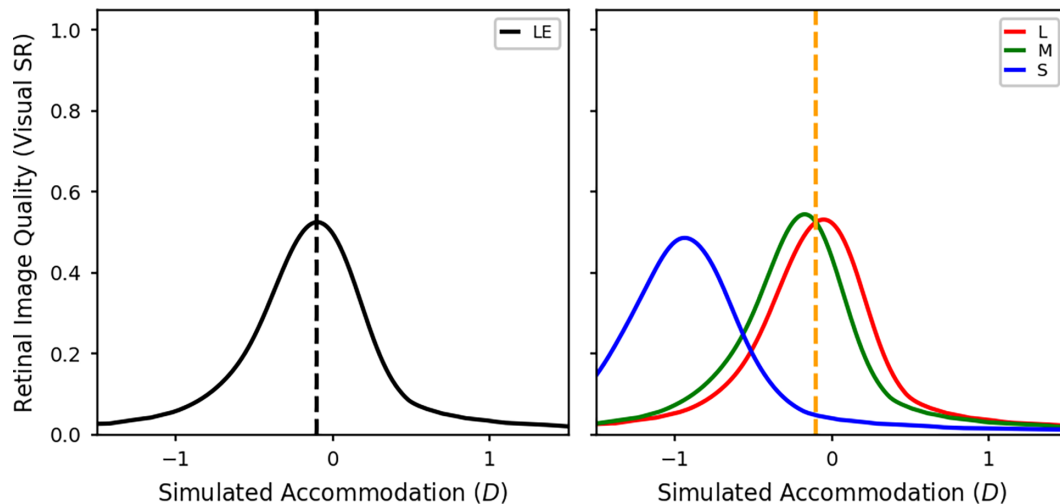 Retinal Image Quality (Visual SR)
1.0
0.8
0.6
0.4
0.2
0.0
LE
−1
0
1
Simulated Accommodation (D)
L
M
S
−1
0
1
Simulated Accommodation (D)